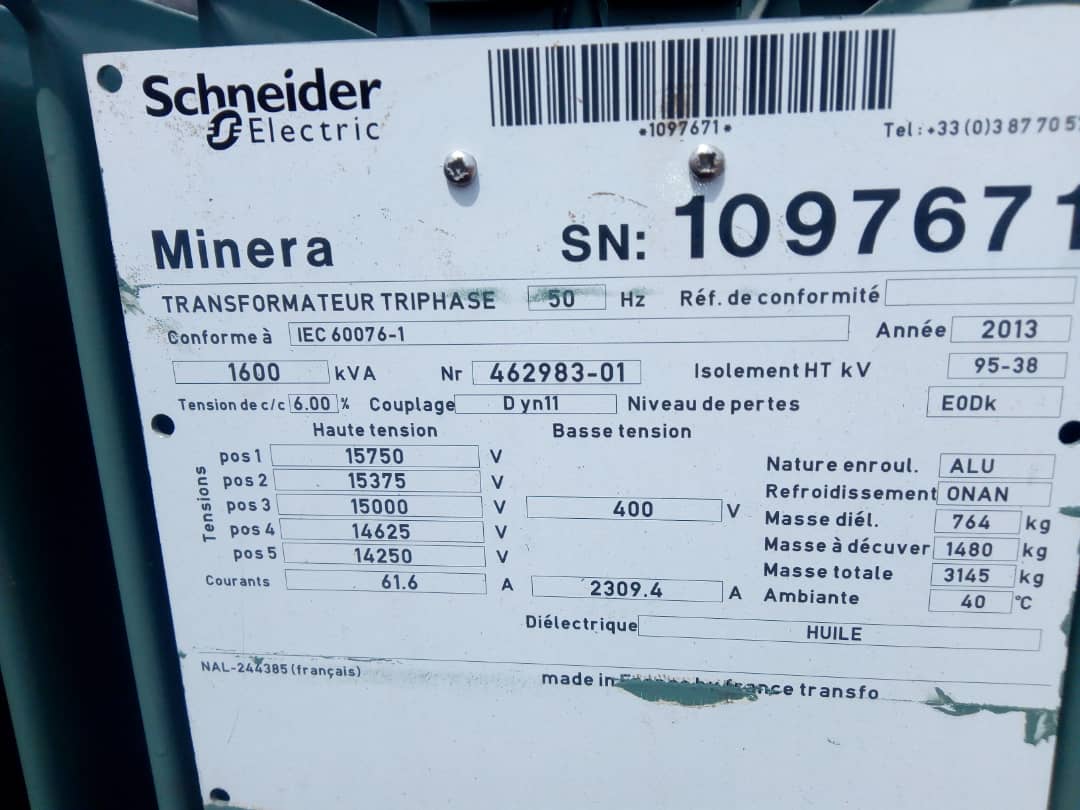 Schneider
Electric
*1097671*
Tel : +33 (0)3 87 70 5
Minera SN: 1097671
TRANSFORMATEUR TRIPHASE 50 Hz Réf. de conformité
Conforme à IEC 60076-1 Année 2013
1600 kVA Nr 462983-01 Isolement HT kV 95-38
Tension de c/c 6.00 % Couplage D yn11 Niveau de pertes E0Dk
Haute tension Basse tension
Tensions
pos 1 15750 V Nature enroul. ALU
pos 2 15375 V Refroidissement ONAN
pos 3 15000 V 400 V Masse diél. 764 kg
pos 4 14625 V Masse à décuver 1480 kg
pos 5 14250 V Masse totale 3145 kg
Courants 61.6 A 2309.4 A Ambiante 40 °C
Diélectrique HUILE
NAL-244385 (français)
made in by france transfo